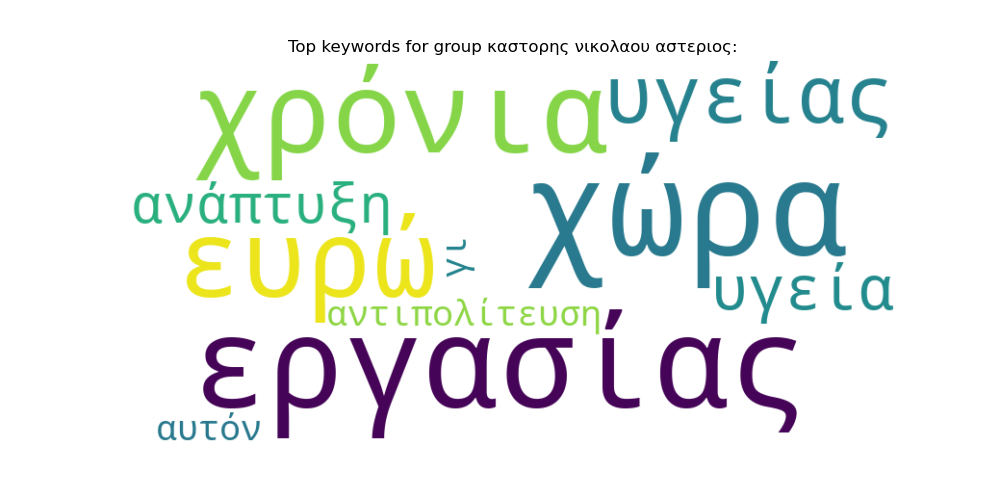 Top keywords for group καστορης νικολαου αστεριος:
χρόνια
υγείας
χώρα
ανάπτυξη
ευρώ
γι
υγεία
αντιπολίτευση
εργασίας
αυτόν